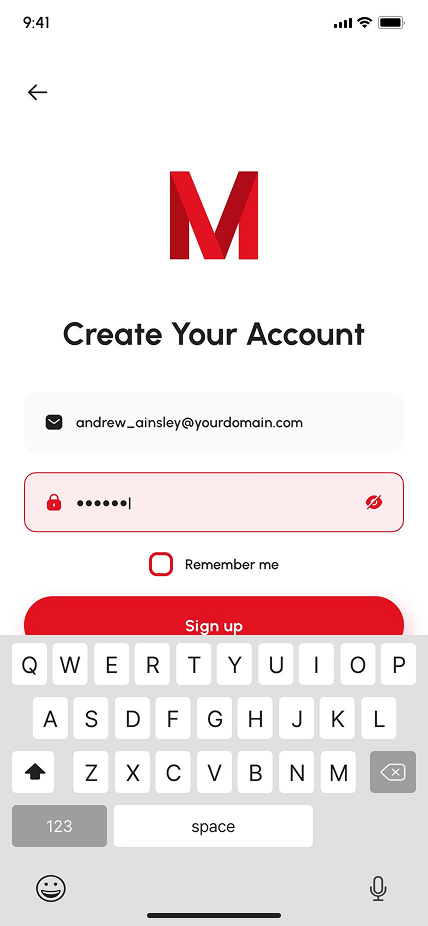 9:41
M
Create Your Account
andrew_ainsley@yourdomain.com
••••••
Remember me
Sign up
Q W E R T Y U I O P
A S D F G H J K L
Z X C V B N M
123 space